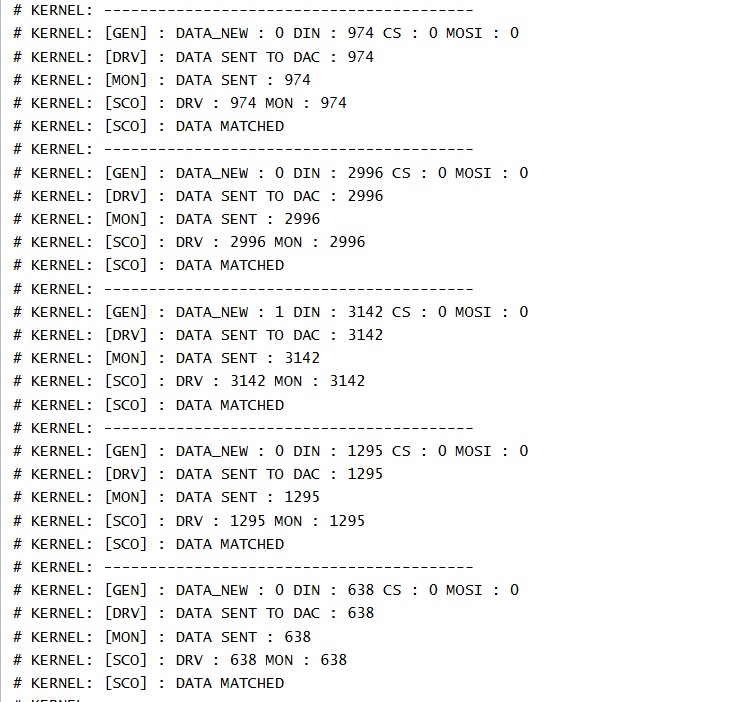 # KERNEL: -----------------------------------------
# KERNEL: [GEN] : DATA_NEW : 0 DIN : 974 CS : 0 MOSI : 0
# KERNEL: [DRV] : DATA SENT TO DAC : 974
# KERNEL: [MON] : DATA SENT : 974
# KERNEL: [SCO] : DRV : 974 MON : 974
# KERNEL: [SCO] : DATA MATCHED
# KERNEL: -----------------------------------------
# KERNEL: [GEN] : DATA_NEW : 0 DIN : 2996 CS : 0 MOSI : 0
# KERNEL: [DRV] : DATA SENT TO DAC : 2996
# KERNEL: [MON] : DATA SENT : 2996
# KERNEL: [SCO] : DRV : 2996 MON : 2996
# KERNEL: [SCO] : DATA MATCHED
# KERNEL: -----------------------------------------
# KERNEL: [GEN] : DATA_NEW : 1 DIN : 3142 CS : 0 MOSI : 0
# KERNEL: [DRV] : DATA SENT TO DAC : 3142
# KERNEL: [MON] : DATA SENT : 3142
# KERNEL: [SCO] : DRV : 3142 MON : 3142
# KERNEL: [SCO] : DATA MATCHED
# KERNEL: -----------------------------------------
# KERNEL: [GEN] : DATA_NEW : 0 DIN : 1295 CS : 0 MOSI : 0
# KERNEL: [DRV] : DATA SENT TO DAC : 1295
# KERNEL: [MON] : DATA SENT : 1295
# KERNEL: [SCO] : DRV : 1295 MON : 1295
# KERNEL: [SCO] : DATA MATCHED
# KERNEL: -----------------------------------------
# KERNEL: [GEN] : DATA_NEW : 0 DIN : 638 CS : 0 MOSI : 0
# KERNEL: [DRV] : DATA SENT TO DAC : 638
# KERNEL: [MON] : DATA SENT : 638
# KERNEL: [SCO] : DRV : 638 MON : 638
# KERNEL: [SCO] : DATA MATCHED